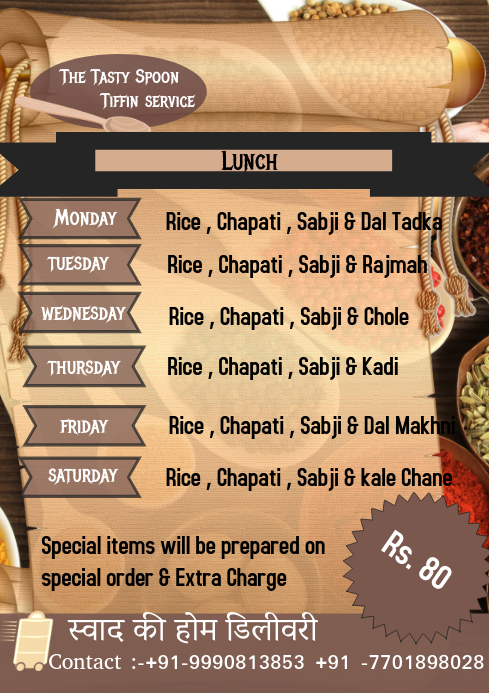 The Tasty Spoon
Tiffin service
Lunch
Monday Rice , Chapati , Sabji & Dal Tadka
Tuesday Rice , Chapati , Sabji & Rajmah
Wednesday Rice , Chapati , Sabji & Chole
Thursday Rice , Chapati , Sabji & Kadi
Friday Rice , Chapati , Sabji & Dal Makhni
Saturday Rice , Chapati , Sabji & kale Chane
Special items will be prepared on
special order & Extra Charge
Rs. 80
स्वाद की होम डिलीवरी
Contact :-+91-9990813853 +91 -7701898028